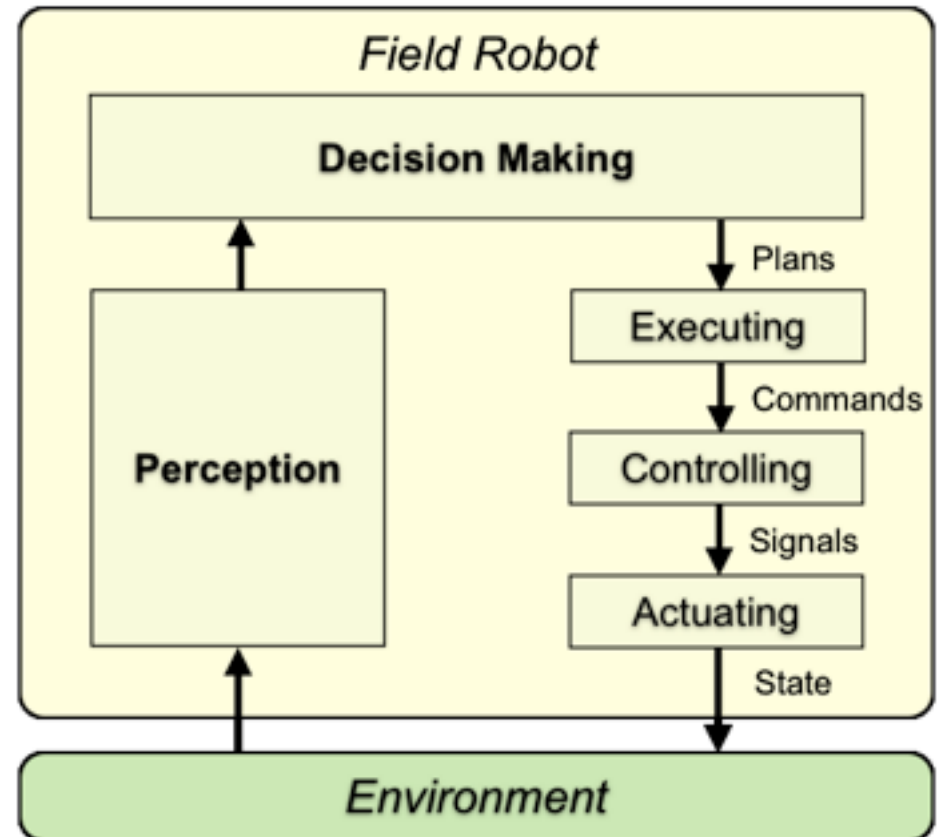 Field Robot
Decision Making
Plans
Executing
Commands
Perception
Controlling
Signals
Actuating
State
Environment